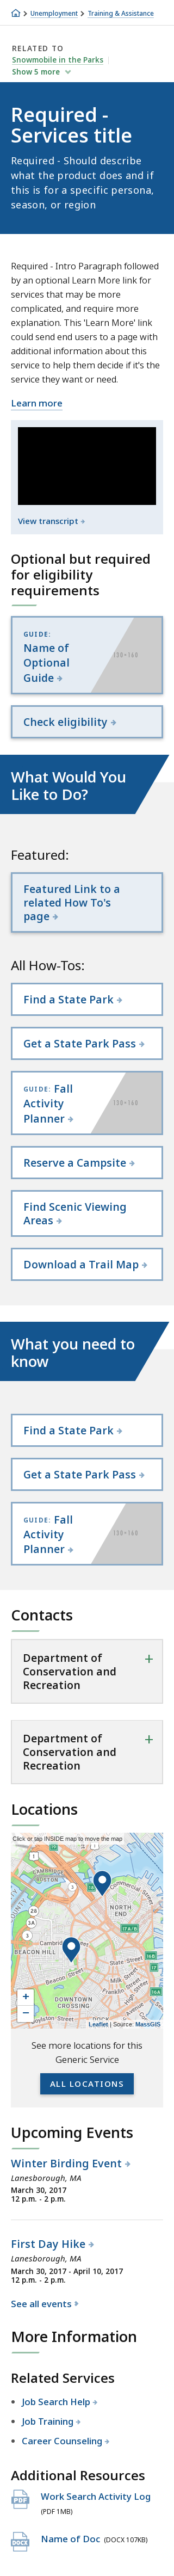 Unemployment > Training & Assistance
RELATED TO
Snowmobile in the Parks
Show 5 more
Required -
Services title
Required - Should describe
what the product does and if
this is for a specific persona,
season, or region
Required - Intro Paragraph followed
by an optional Learn More link for
services that may be more
complicated, and require more
explanation. This 'Learn More' link
could send end users to a page with
additional information about this
service to help them decide if it's the
service they want or need.
Learn more
View transcript
Optional but required
for eligibility
requirements
GUIDE:
Name of
Optional
Guide
138×160
Check eligibility
What Would You
Like to Do?
Featured:
Featured Link to a
related How To's
page
All How-Tos:
Find a State Park
Get a State Park Pass
GUIDE: Fall
Activity
Planner
138×160
Reserve a Campsite
Find Scenic Viewing
Areas
Download a Trail Map
What you need to
know
Find a State Park
Get a State Park Pass
GUIDE: Fall
Activity
Planner
138×160
Contacts
Department of
Conservation and
Recreation
Department of
Conservation and
Recreation
Locations
Click or tap INSIDE map to move the map
NORTH
END
BEACON HILL
State Street
Beacon Street
DOWNTOWN
CROSSING
+
−
Leaflet | Source: MassGIS
See more locations for this
Generic Service
ALL LOCATIONS
Upcoming Events
Winter Birding Event
Lanesborough, MA
March 30, 2017
12 p.m. - 2 p.m.
First Day Hike
Lanesborough, MA
March 30, 2017 - April 10, 2017
12 p.m. - 2 p.m.
See all events
More Information
Related Services
Job Search Help
Job Training
Career Counseling
Additional Resources
PDF Work Search Activity Log
(PDF 1MB)
DOCX Name of Doc (DOCX 107KB)